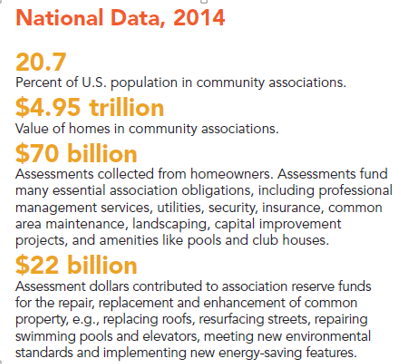 National Data, 2014
20.7
Percent of U.S. population in community associations.
$4.95 trillion
Value of homes in community associations.
$70 billion
Assessments collected from homeowners. Assessments fund
many essential association obligations, including professional
management services, utilities, security, insurance, common
area maintenance, landscaping, capital improvement
projects, and amenities like pools and club houses.
$22 billion
Assessment dollars contributed to association reserve funds
for the repair, replacement and enhancement of common
property, e.g., replacing roofs, resurfacing streets, repairing
swimming pools and elevators, meeting new environmental
standards and implementing new energy-saving features.